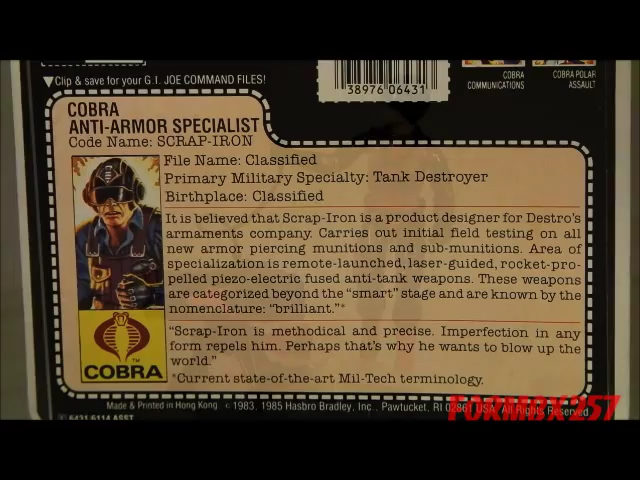 ▼Clip & save for your G.I. JOE COMMAND FILES!
38976 06431
COBRA
COMMUNICATIONS
COBRA POLAR
ASSAULT
COBRA
ANTI-ARMOR SPECIALIST
Code Name: SCRAP-IRON
File Name: Classified
Primary Military Specialty: Tank Destroyer
Birthplace: Classified
It is believed that Scrap-Iron is a product designer for Destro's
armaments company. Carries out initial field testing on all
new armor piercing munitions and sub-munitions. Area of
specialization is remote-launched, laser-guided, rocket-pro-
pelled piezo-electric fused anti-tank weapons. These weapons
are categorized beyond the "smart" stage and are known by the
nomenclature: "brilliant."*
"Scrap-Iron is methodical and precise. Imperfection in any
form repels him. Perhaps that's why he wants to blow up the
world."
*Current state-of-the-art Mil-Tech terminology.
TM
COBRA
Made & Printed in Hong Kong © 1983, 1985 Hasbro Bradley, Inc., Pawtucket, RI 02861 USA. All Rights Reserved.
6431-6114 ASST.
FORMBX257